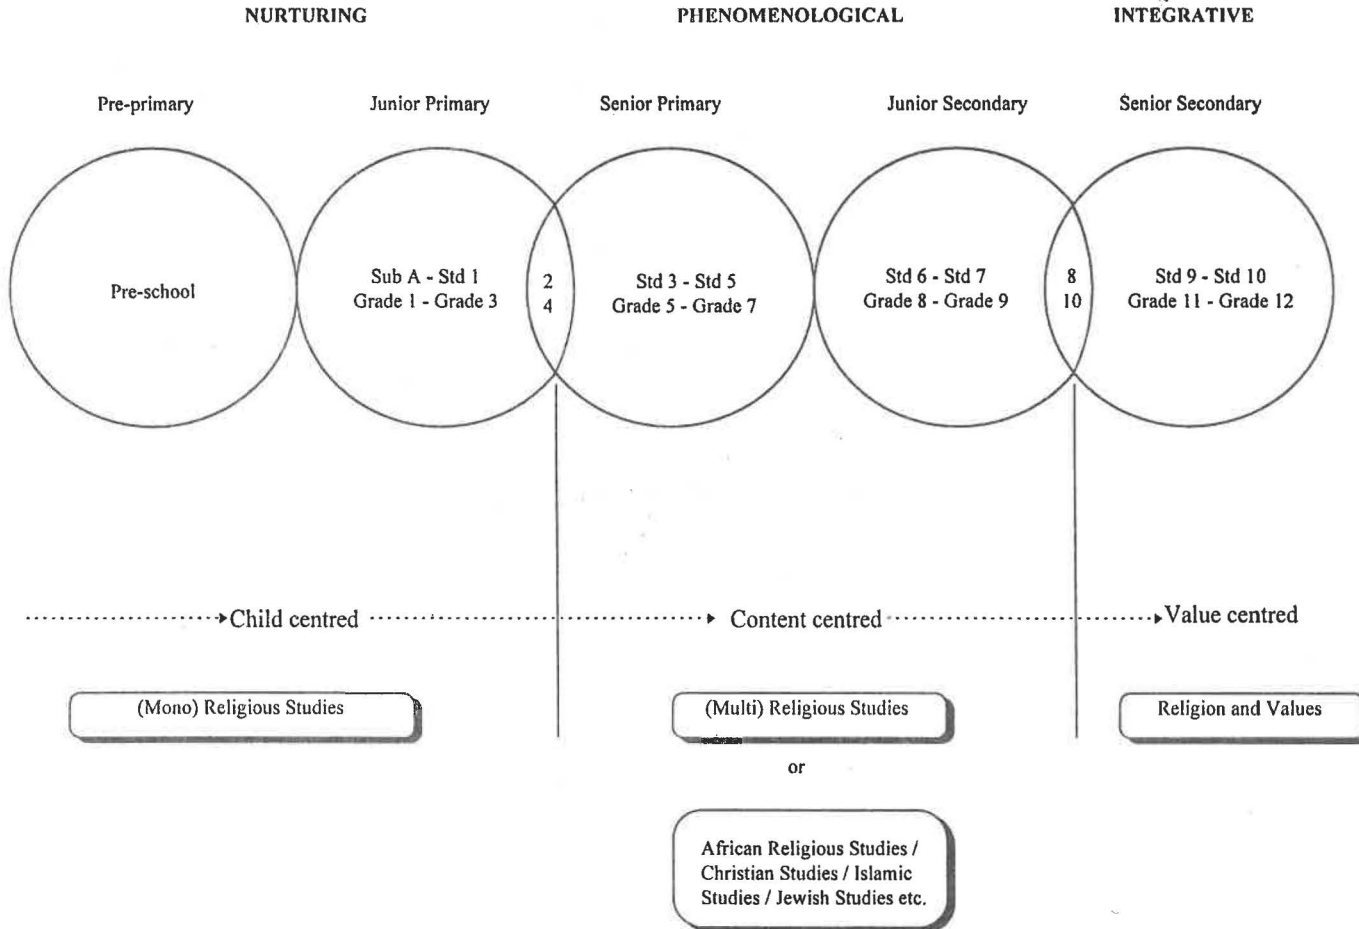 NURTURING PHENOMENOLOGICAL INTEGRATIVE
Pre-primary Junior Primary Senior Primary Junior Secondary Senior Secondary
Pre-school
Sub A - Std 1
Grade 1 - Grade 3
2
4
Std 3 - Std 5
Grade 5 - Grade 7
Std 6 - Std 7
Grade 8 - Grade 9
8
10
Std 9 - Std 10
Grade 11 - Grade 12
Child centred Content centred Value centred
(Mono) Religious Studies
(Multi) Religious Studies
or
African Religious Studies /
Christian Studies / Islamic
Studies / Jewish Studies etc.
Religion and Values